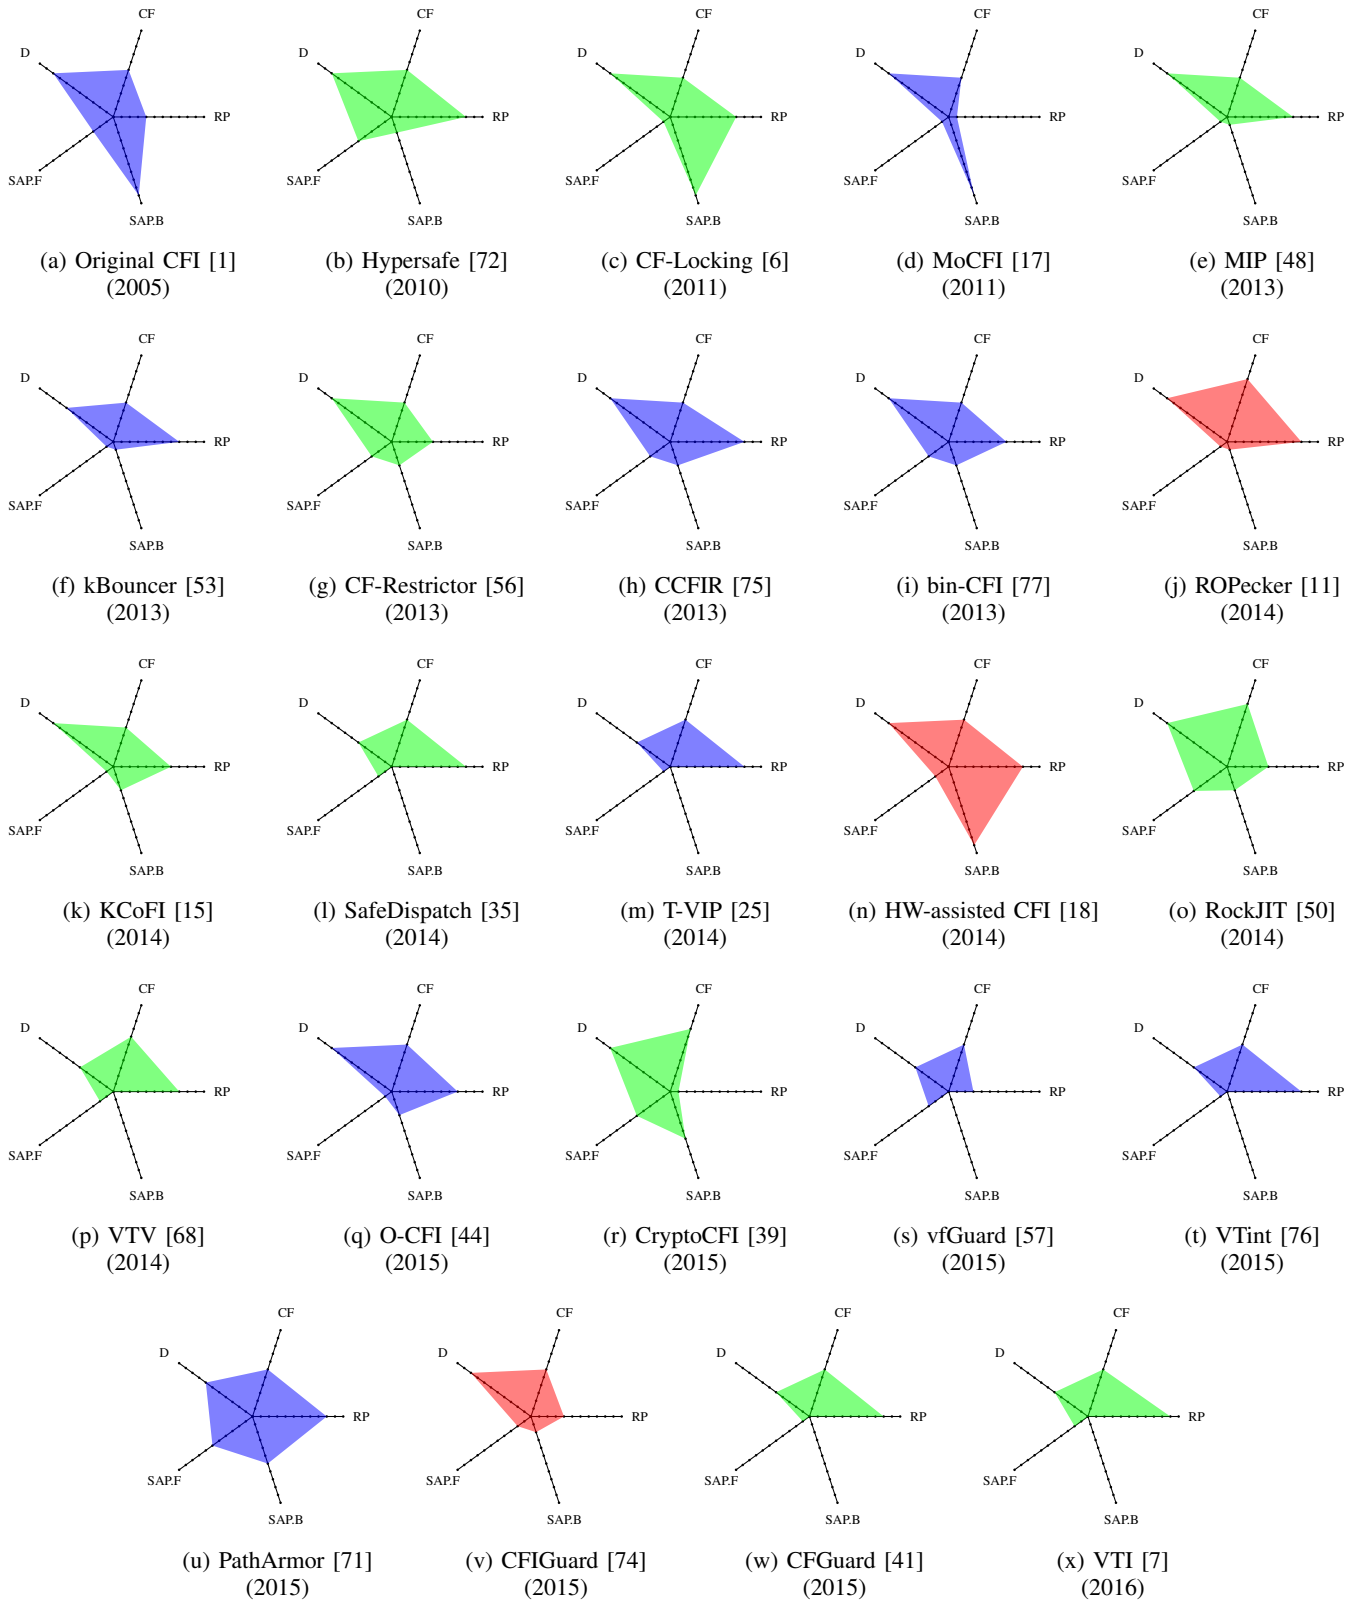 CF
D
RP
SAP.F
SAP.B
(a) Original CFI [1]
(2005)
CF
D
RP
SAP.F
SAP.B
(b) Hypersafe [72]
(2010)
CF
D
RP
SAP.F
SAP.B
(c) CF-Locking [6]
(2011)
CF
D
RP
SAP.F
SAP.B
(d) MoCFI [17]
(2011)
CF
D
RP
SAP.F
SAP.B
(e) MIP [48]
(2013)
CF
D
RP
SAP.F
SAP.B
(f) kBouncer [53]
(2013)
CF
D
RP
SAP.F
SAP.B
(g) CF-Restrictor [56]
(2013)
CF
D
RP
SAP.F
SAP.B
(h) CCFIR [75]
(2013)
CF
D
RP
SAP.F
SAP.B
(i) bin-CFI [77]
(2013)
CF
D
RP
SAP.F
SAP.B
(j) ROPecker [11]
(2014)
CF
D
RP
SAP.F
SAP.B
(k) KCoFI [15]
(2014)
CF
D
RP
SAP.F
SAP.B
(l) SafeDispatch [35]
(2014)
CF
D
RP
SAP.F
SAP.B
(m) T-VIP [25]
(2014)
CF
D
RP
SAP.F
SAP.B
(n) HW-assisted CFI [18]
(2014)
CF
D
RP
SAP.F
SAP.B
(o) RockJIT [50]
(2014)
CF
D
RP
SAP.F
SAP.B
(p) VTV [68]
(2014)
CF
D
RP
SAP.F
SAP.B
(q) O-CFI [44]
(2015)
CF
D
RP
SAP.F
SAP.B
(r) CryptoCFI [39]
(2015)
CF
D
RP
SAP.F
SAP.B
(s) vfGuard [57]
(2015)
CF
D
RP
SAP.F
SAP.B
(t) VTint [76]
(2015)
CF
D
RP
SAP.F
SAP.B
(u) PathArmor [71]
(2015)
CF
D
RP
SAP.F
SAP.B
(v) CFIGuard [74]
(2015)
CF
D
RP
SAP.F
SAP.B
(w) CFGuard [41]
(2015)
CF
D
RP
SAP.F
SAP.B
(x) VTI [7]
(2016)